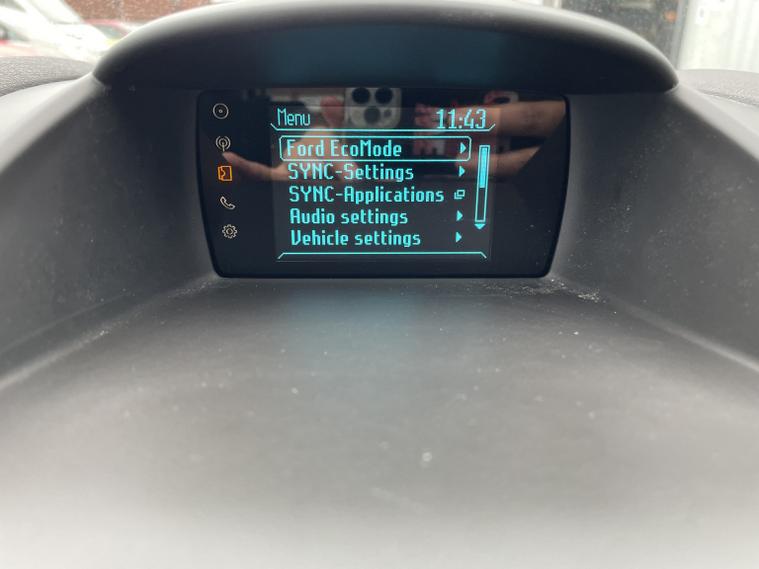 Menu 11:43
Ford EcoMode
SYNC-Settings
SYNC-Applications
Audio settings
Vehicle settings